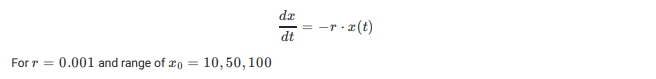 dx/dt = −r · x(t)
For r = 0.001 and range of x₀ = 10, 50, 100